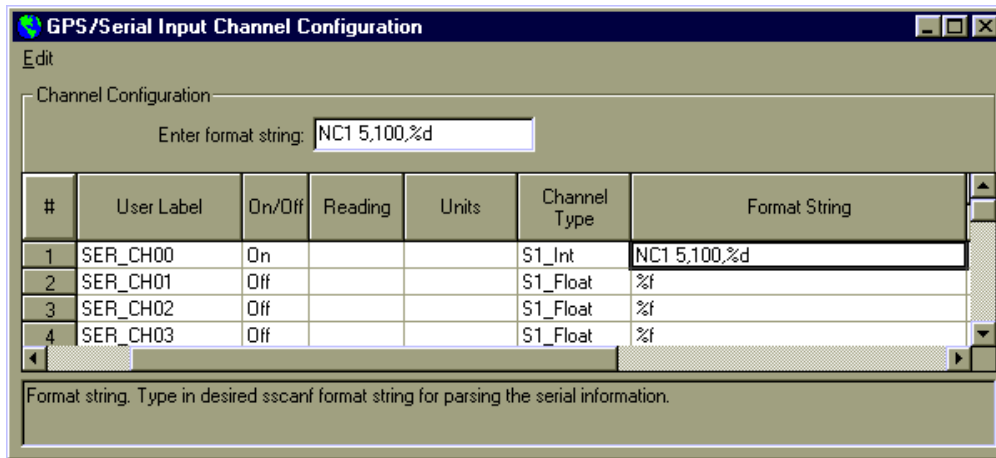 GPS/Serial Input Channel Configuration
Edit
Channel Configuration
Enter format string: NC1 5,100,%d
# User Label On/Off Reading Units Channel Type Format String
1 SER_CH00 On S1_Int NC1 5,100,%d
2 SER_CH01 Off S1_Float %f
3 SER_CH02 Off S1_Float %f
4 SER_CH03 Off S1_Float %f
Format string. Type in desired sscanf format string for parsing the serial information.